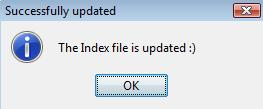 Successfully updated
The Index file is updated :)
OK